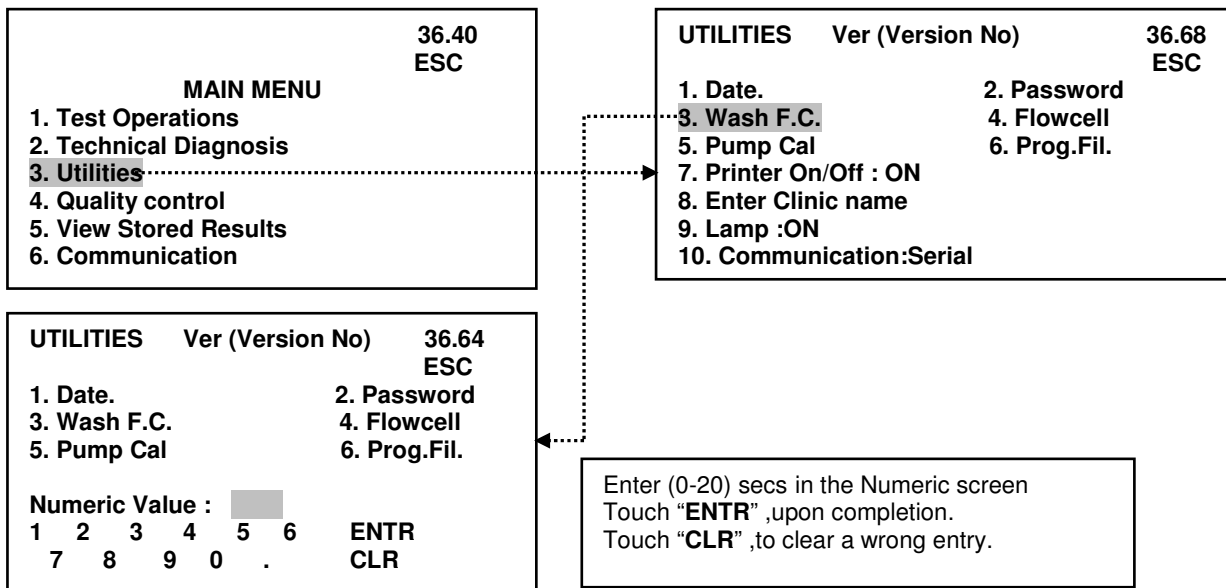 36.40
ESC
MAIN MENU
1. Test Operations
2. Technical Diagnosis
3. Utilities
4. Quality control
5. View Stored Results
6. Communication
UTILITIES Ver (Version No) 36.68
ESC
1. Date. 2. Password
3. Wash F.C. 4. Flowcell
5. Pump Cal 6. Prog.Fil.
7. Printer On/Off : ON
8. Enter Clinic name
9. Lamp :ON
10. Communication:Serial
UTILITIES Ver (Version No) 36.64
ESC
1. Date. 2. Password
3. Wash F.C. 4. Flowcell
5. Pump Cal 6. Prog.Fil.
Numeric Value :
1 2 3 4 5 6 ENTR
7 8 9 0 . CLR
Enter (0-20) secs in the Numeric screen
Touch “ENTR” ,upon completion.
Touch “CLR” ,to clear a wrong entry.